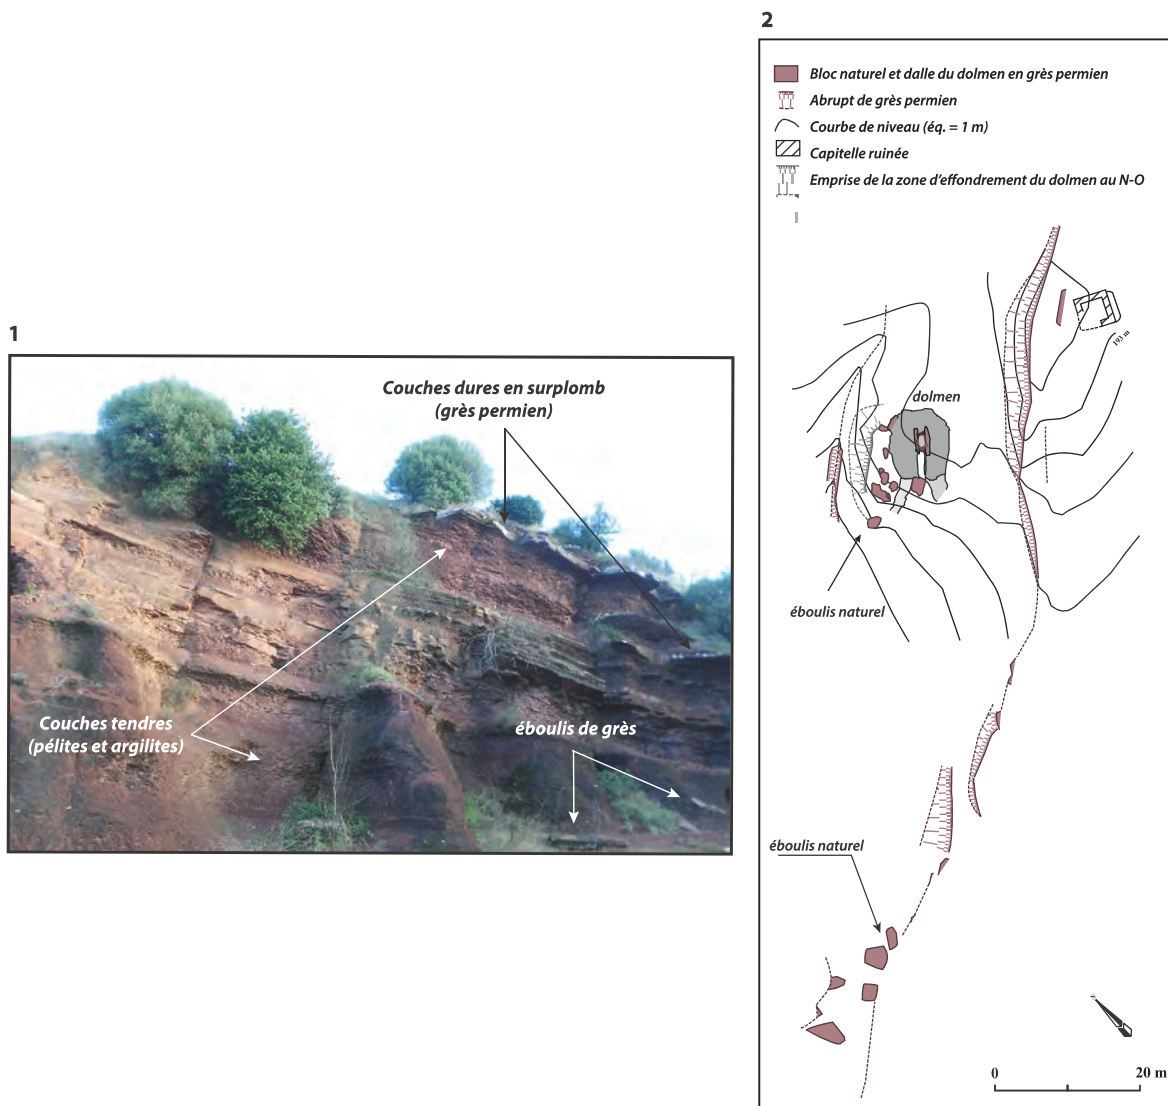 1
Couches dures en surplomb
(grès permien)
Couches tendres
(pélites et argilites)
éboulis de grès
2
Bloc naturel et dalle du dolmen en grès permien
Abrupt de grès permien
Courbe de niveau (éq. = 1 m)
Capitelle ruinée
Emprise de la zone d'effondrement du dolmen au N-O
193 m
dolmen
éboulis naturel
éboulis naturel
0
20 m